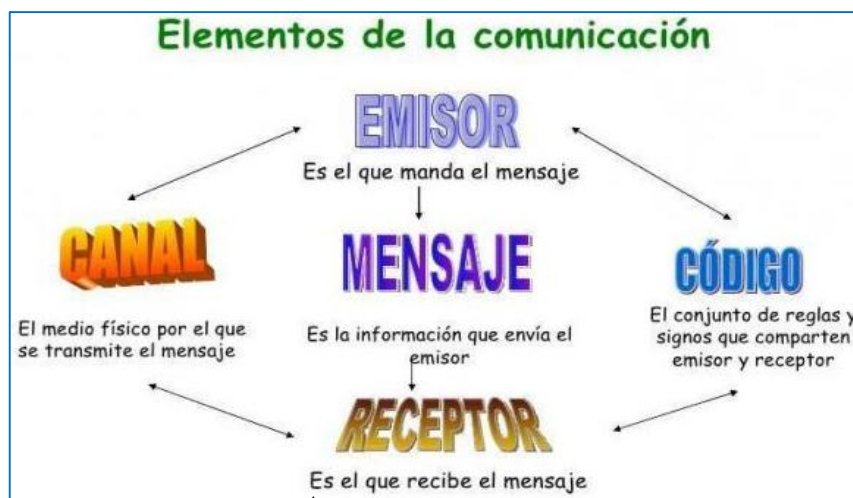 Elementos de la comunicación
EMISOR
Es el que manda el mensaje
CANAL
El medio físico por el que
se transmite el mensaje
MENSAJE
Es la información que envía el
emisor
CÓDIGO
El conjunto de reglas y
signos que comparten
emisor y receptor
RECEPTOR
Es el que recibe el mensaje